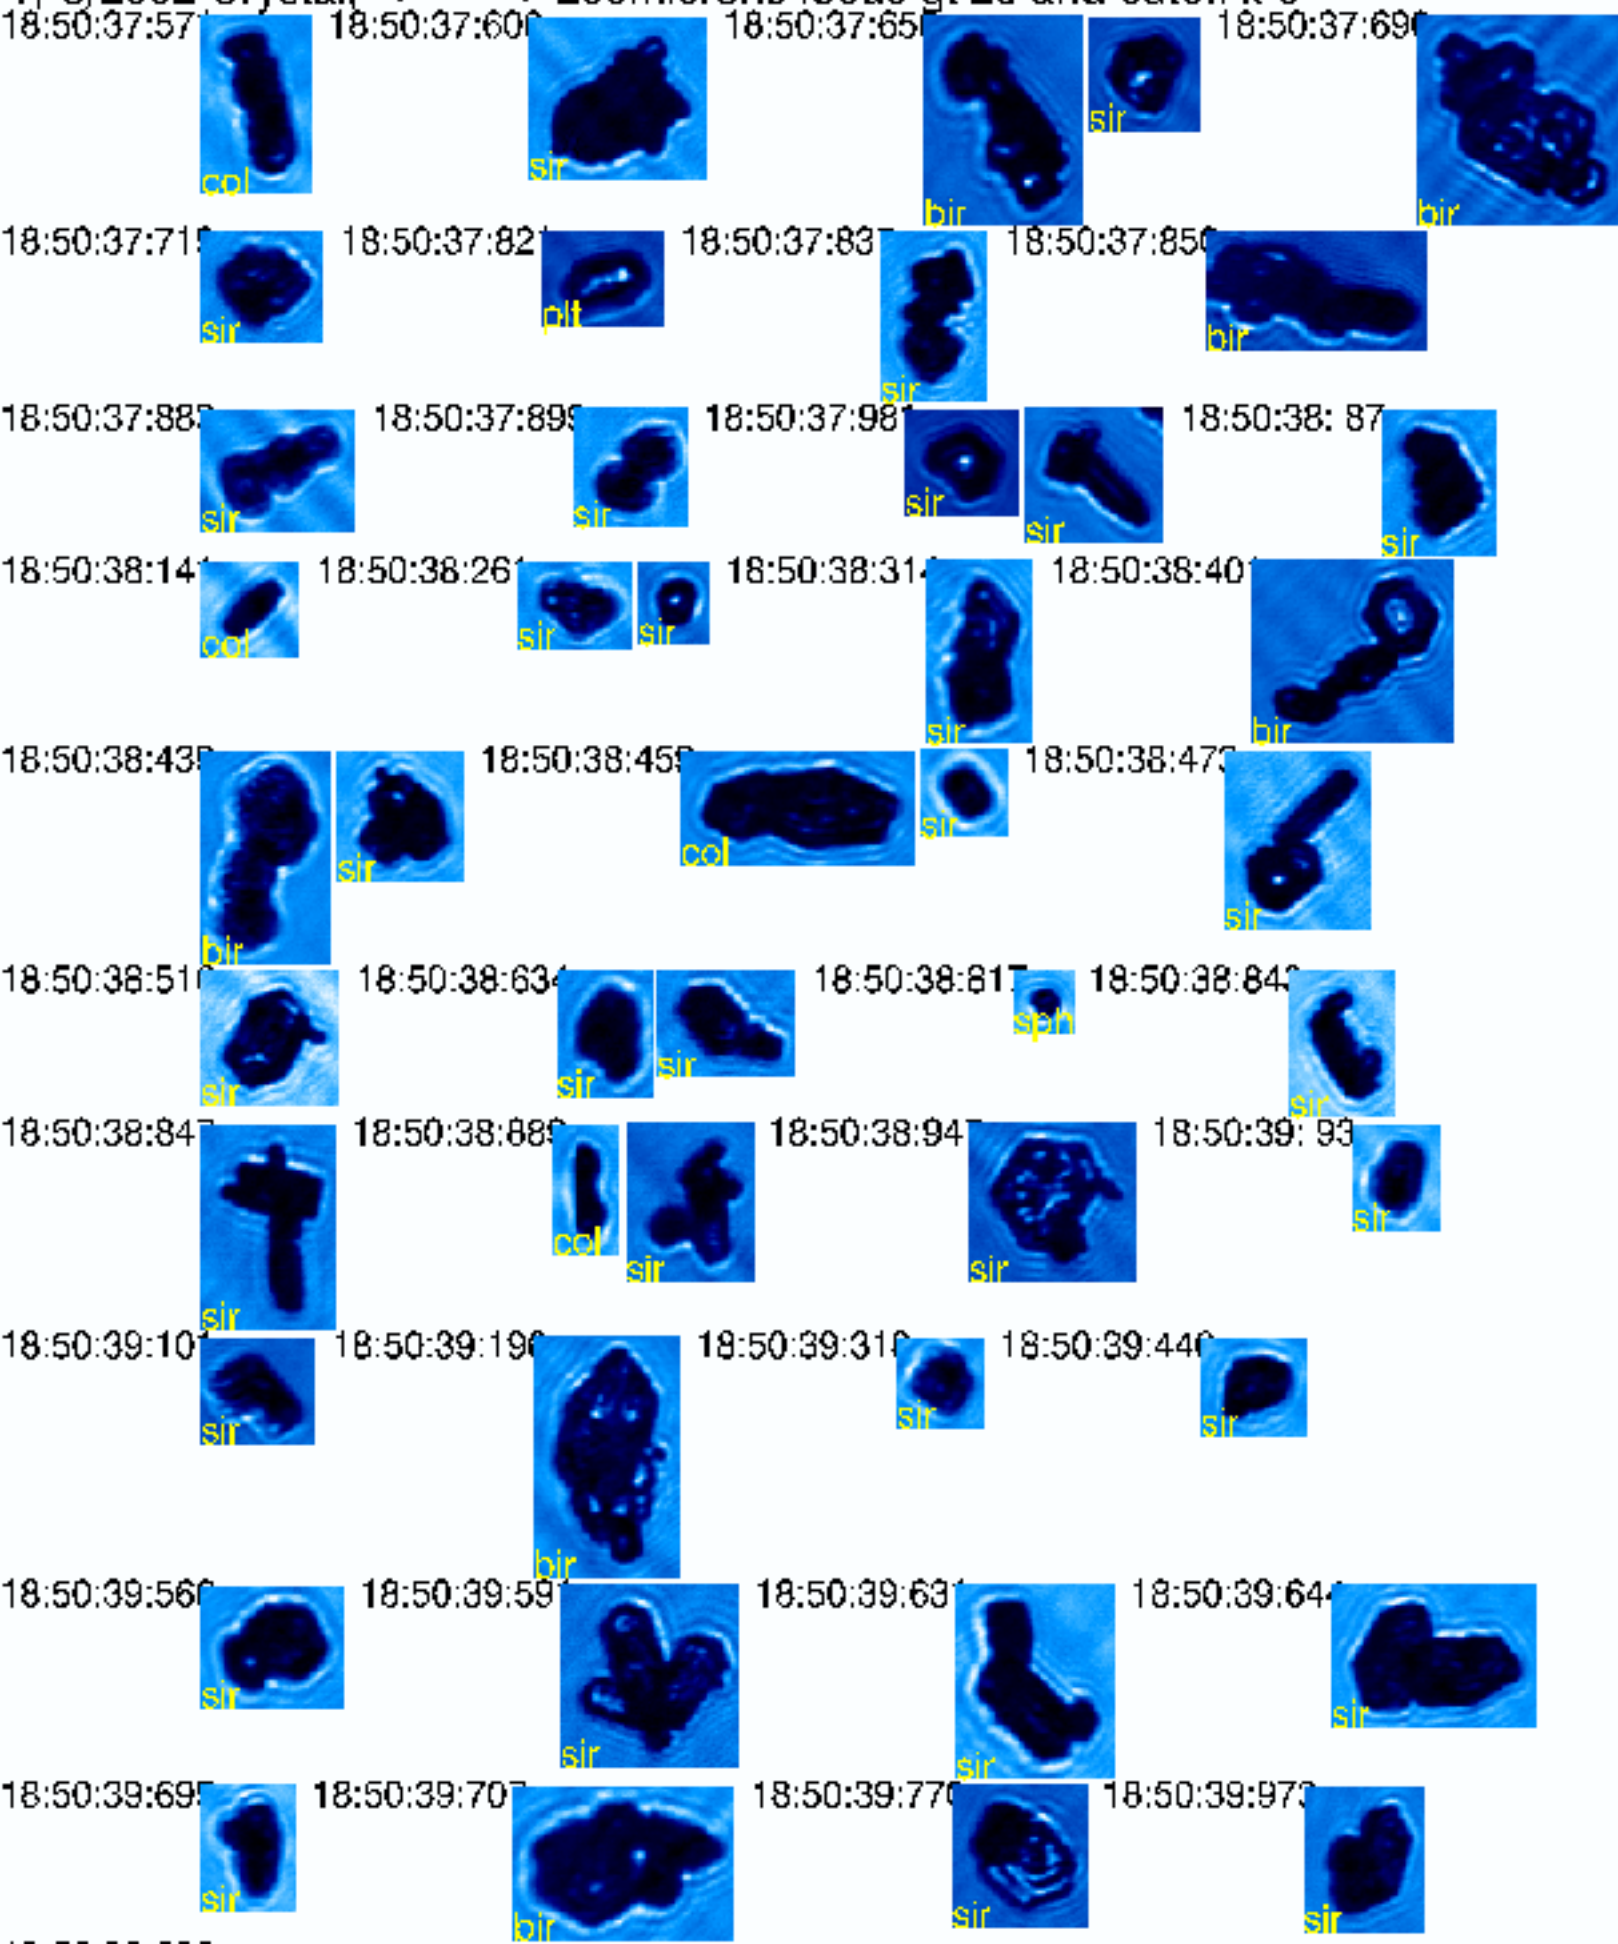 18:50:37:57 18:50:37:60 18:50:37:65 18:50:37:69
col sir bir sir bir
18:50:37:71 18:50:37:82 18:50:37:83 18:50:37:85
sir plt sir bir
18:50:37:88 18:50:37:89 18:50:37:98 18:50:38: 87
sir sir sir sir sir
18:50:38:14 18:50:38:26 18:50:38:31 18:50:38:40
col sir sir sir bir
18:50:38:43 18:50:38:45 18:50:38:47
bir sir col sir sir
18:50:38:51 18:50:38:634 18:50:38:817 18:50:38:84
sir sir sir sph sir
18:50:38:84 18:50:38:88 18:50:38:94 18:50:39: 93
sir col sir sir sir
18:50:39:10 18:50:39:19 18:50:39:31 18:50:39:44
sir bir sir sir
18:50:39:56 18:50:39:59 18:50:39:63 18:50:39:64
sir sir sir sir
18:50:39:69 18:50:39:70 18:50:39:77 18:50:39:97
sir bir sir sir